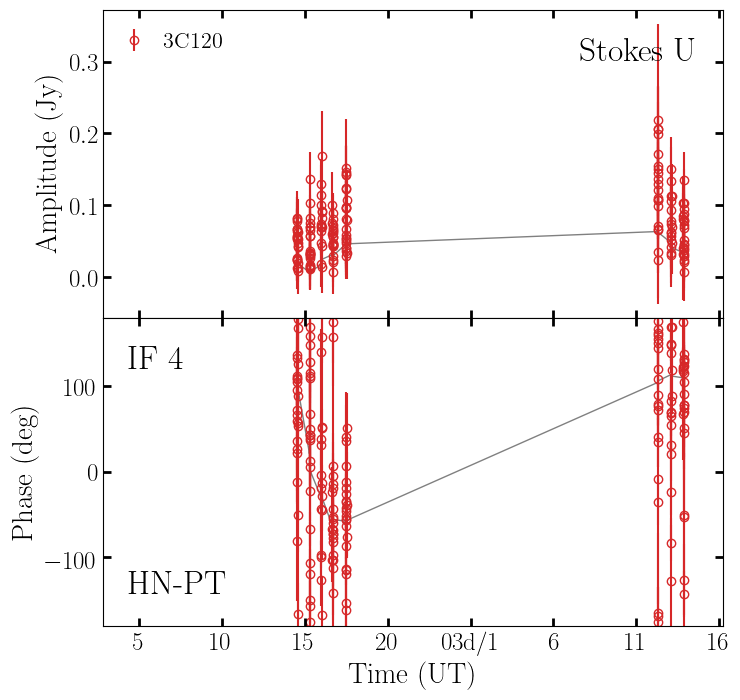 3C120
Stokes U
0.3
0.2
0.1
0.0
Amplitude (Jy)
IF 4
100
0
−100
Phase (deg)
HN-PT
5 10 15 20 03d/1 6 11 16
Time (UT)